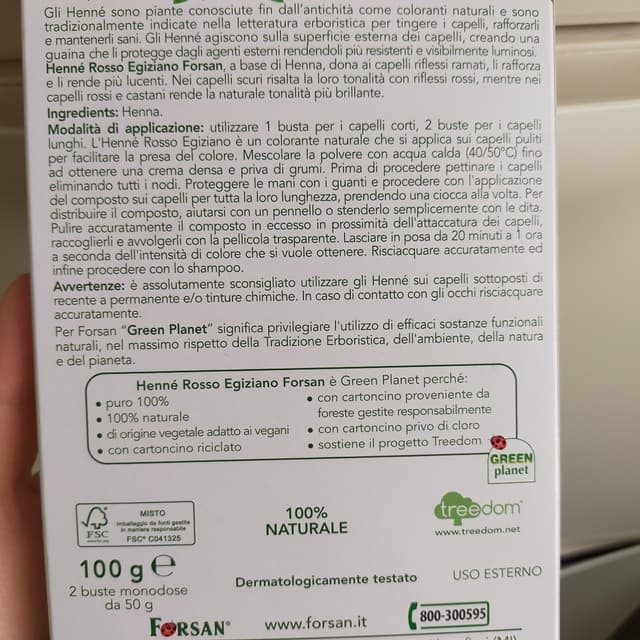 Gli Henné sono piante conosciute fin dall'antichità come coloranti naturali e sono
tradizionalmente indicate nella letteratura erboristica per tingere i capelli, rafforzarli
e mantenerli sani. Gli Henné agiscono sulla superficie esterna dei capelli, creando una
guaina che li protegge dagli agenti esterni rendendoli più resistenti e visibilmente luminosi.
Henné Rosso Egiziano Forsan, a base di Henna, dona ai capelli riflessi ramati, li rafforza
e li rende più lucenti. Nei capelli scuri risalta la loro tonalità con riflessi rossi, mentre nei
capelli rossi e castani rende la naturale tonalità più brillante.
Ingredients: Henna.
Modalità di applicazione: utilizzare 1 busta per i capelli corti, 2 buste per i capelli
lunghi. L'Henné Rosso Egiziano è un colorante naturale che si applica sui capelli puliti
per facilitare la presa del colore. Mescolare la polvere con acqua calda (40/50°C) fino
ad ottenere una crema densa e priva di grumi. Prima di procedere pettinare i capelli
eliminando tutti i nodi. Proteggere le mani con i guanti e procedere con l'applicazione
del composto sui capelli per tutta la loro lunghezza, prendendo una ciocca alla volta. Per
distribuire il composto, aiutarsi con un pennello o stenderlo semplicemente con le dita.
Pulire accuratamente il composto in eccesso in prossimità dell'attaccatura dei capelli,
raccoglierli e avvolgerli con la pellicola trasparente. Lasciare in posa da 20 minuti a 1 ora
a seconda dell'intensità di colore che si vuole ottenere. Risciacquare accuratamente ed
infine procedere con lo shampoo.
Avvertenze: è assolutamente sconsigliato utilizzare gli Henné sui capelli sottoposti di
recente a permanente e/o tinture chimiche. In caso di contatto con gli occhi risciacquare
accuratamente.
Per Forsan "Green Planet" significa privilegiare l'utilizzo di efficaci sostanze funzionali
naturali, nel massimo rispetto della Tradizione Erboristica, dell'ambiente, della natura
e del pianeta.
Henné Rosso Egiziano Forsan è Green Planet perché:
• puro 100%
• 100% naturale
• di origine vegetale adatto ai vegani
• con cartoncino riciclato
• con cartoncino proveniente da
foreste gestite responsabilmente
• con cartoncino privo di cloro
• sostiene il progetto Treedom
GREEN
planet
FSC
MISTO
Imballaggio da fonti gestite
in maniera responsabile
FSC® C041325
100%
NATURALE
treedom®
www.treedom.net
100 g e
2 buste monodose
da 50 g
Dermatologicamente testato
USO ESTERNO
FORSAN®
www.forsan.it
800-300595